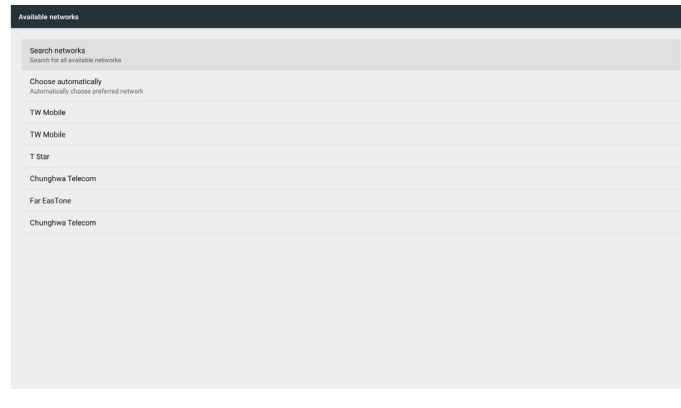 Available networks
Search networks
Search for all available networks
Choose automatically
Automatically choose preferred network
TW Mobile
TW Mobile
T Star
Chunghwa Telecom
Far EasTone
Chunghwa Telecom